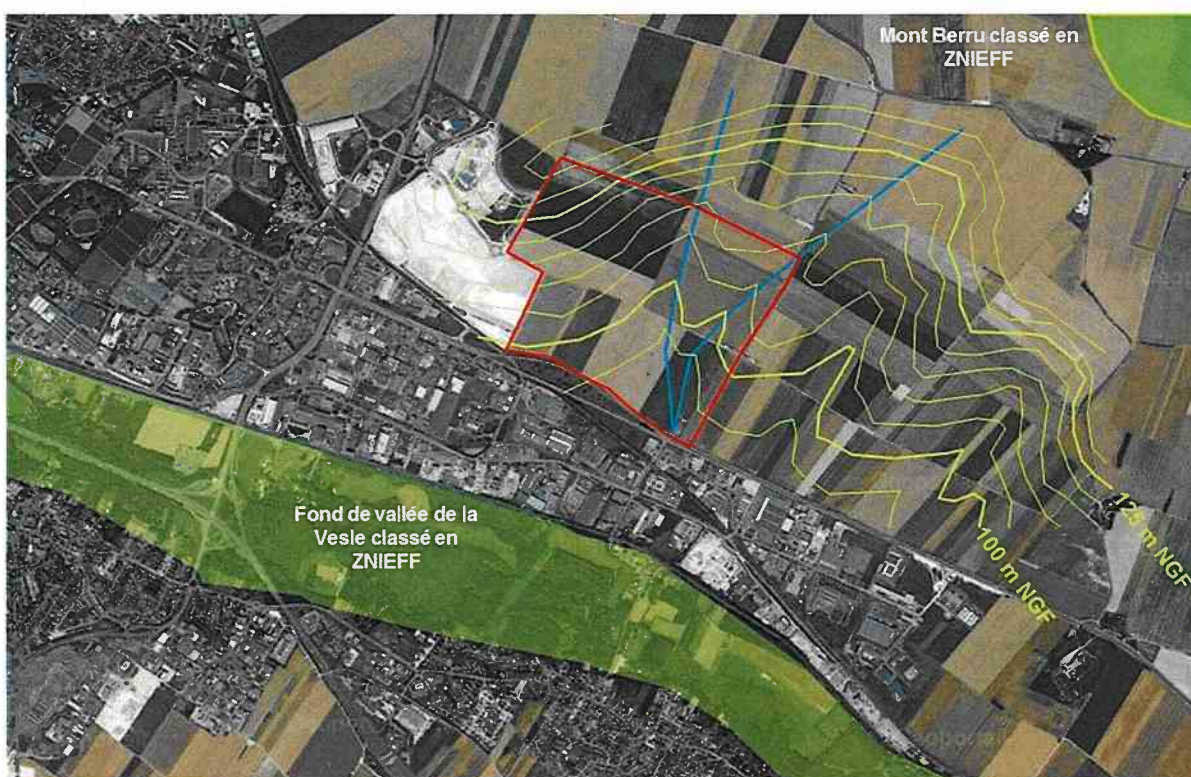 Mont Berru classé en
ZNIEFF
Fond de vallée de la
Vesle classé en
ZNIEFF
125 m NGF
100 m NGF